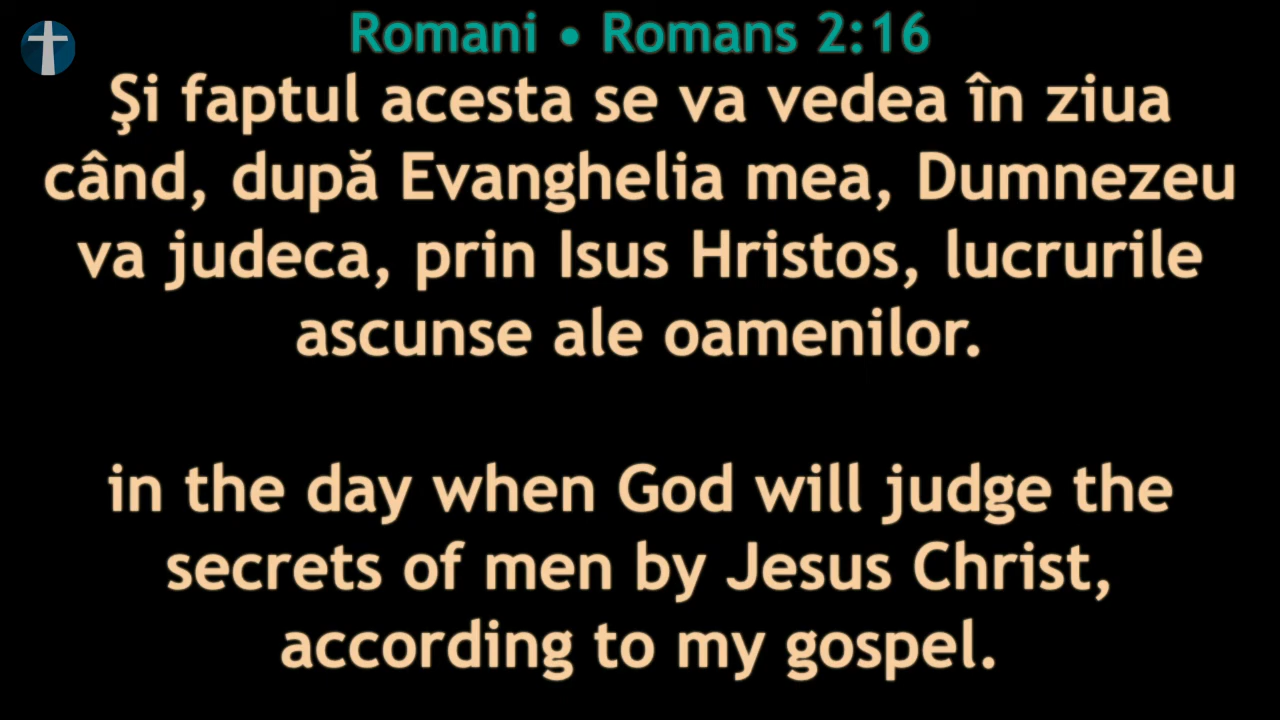 Romani • Romans 2:16
Şi faptul acesta se va vedea în ziua
când, după Evanghelia mea, Dumnezeu
va judeca, prin Isus Hristos, lucrurile
ascunse ale oamenilor.
in the day when God will judge the
secrets of men by Jesus Christ,
according to my gospel.